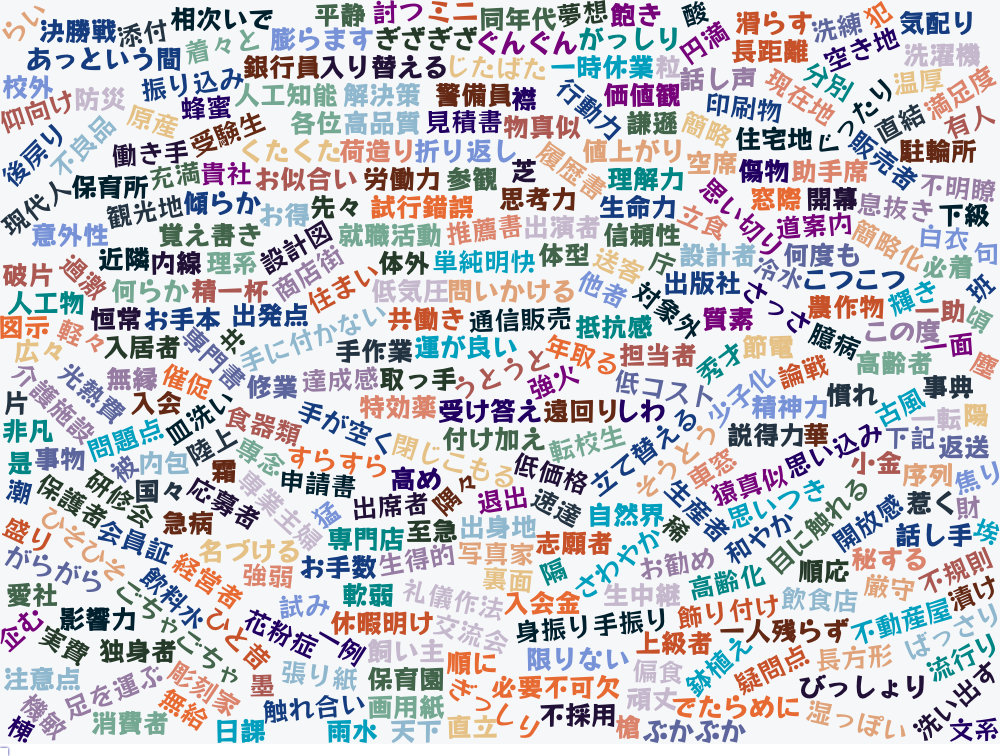 決勝戦 添付 相次いで 平静 討つ ミニ 同年代 夢想 飽き 酸 滑らす 洗練 犯 気配り
あっという間 着々と 膨らます ぎざぎざ ぐんぐん がっしり 円満 長距離 空き地 洗濯機
校外 振り込み 銀行員 入り替える じたばた 一時休業 粒 話し声 現在地 分別 温厚 満足度
仰向け 防災 蜂蜜 人工知能 解決策 警備員 襟 行動力 価値観 印刷物 ぴったり 直結 有人
後戻り 不良品 原産 受験生 各位 高品質 見積書 物真似 謙遜 簡略 住宅地 販売者 駐輪所
働き手 くたくた 荷造り 折り返し 履歴書 値上がり 空席 傷物 助手席 不明瞭
現代人 保育所 充満 貴社 お似合い 労働力 参観 芝 理解力 思い切り 窓際 開幕 息抜き 下級
観光地 傾らか お得 先々 試行錯誤 思考力 生命力 立食 道案内 簡略化 白衣 句
意外性 覚え書き 設計図 就職活動 推薦書 出演者 信頼性 設計者 何度も 必着
近隣 内線 理系 商店街 体外 単純明快 体型 送客 庁 冷水 こつこつ 班
破片 過激 何らか 精一杯 住まい 低気圧 問いかける 他者 対象外 出版社 さっさ 農作物 輝き 一助 頃
人工物 恒常 お手本 出発点 共働き 通信販売 抵抗感 質素 臆病 この度 一面
図示 軽々 広々 入居者 専門書 共 手に付かない 手作業 運が良い うとうと 年取る 担当者 秀才 節電 論戦 高齢者 塵
介護施設 光熱費 無縁 催促 修業 達成感 取っ手 強火 低コスト 少子化 精神力 慣れ 古風 事典
片 入会 皿洗い 食器類 手が空く 特効薬 受け答え 遠回り しわ 立て替える 一転 陽
非凡 問題点 陸上 付け加え 転校生 そうとう 説得力 華 思い込み 下記 返送
是 事物 被 内包 霜 専念 すらすら 閉じこもる 低価格 車窓 猿真似 小金 序列 焦り
潮 保護者 研修会 国々 応募者 専業主婦 申請書 高め 隅々 退出 速達 生産者 思いつき 目に触れる 惹く 財
盛り ひそひそ 会員証 急病 猛 出席者 専門店 至急 出身地 自然界 稀 和やか 開放感 話し手 埃
がらがら 名づける 経営者 強弱 お手数 生得的 写真家 志願者 さわやか お勧め 高齢化 順応 秘する 不規則
愛社 飲料水 ごちゃごちゃ 試み 軟弱 礼儀作法 裏面 隔 入会金 生中継 飲食店 厳守 漬け
企む 影響力 ひと苦 花粉症 休暇明け 交流会 身振り手振り 飾り付け 一人残らず 不動産屋 ばっさり
実費 独身者 一例 飼い主 順に 限りない 上級者 鉢植え 疑問点 長方形 流行り
注意点 足を運ぶ 彫刻家 墨 張り紙 保育園 ざっしり 必要不可欠 偏食 びっしょり 洗い出す
機敏 無給 触れ合い 画用紙 不採用 頑丈 でたらめに 湿っぽい
棟 消費者 日課 雨水 天下 直立 槍 ぶかぶか 文系